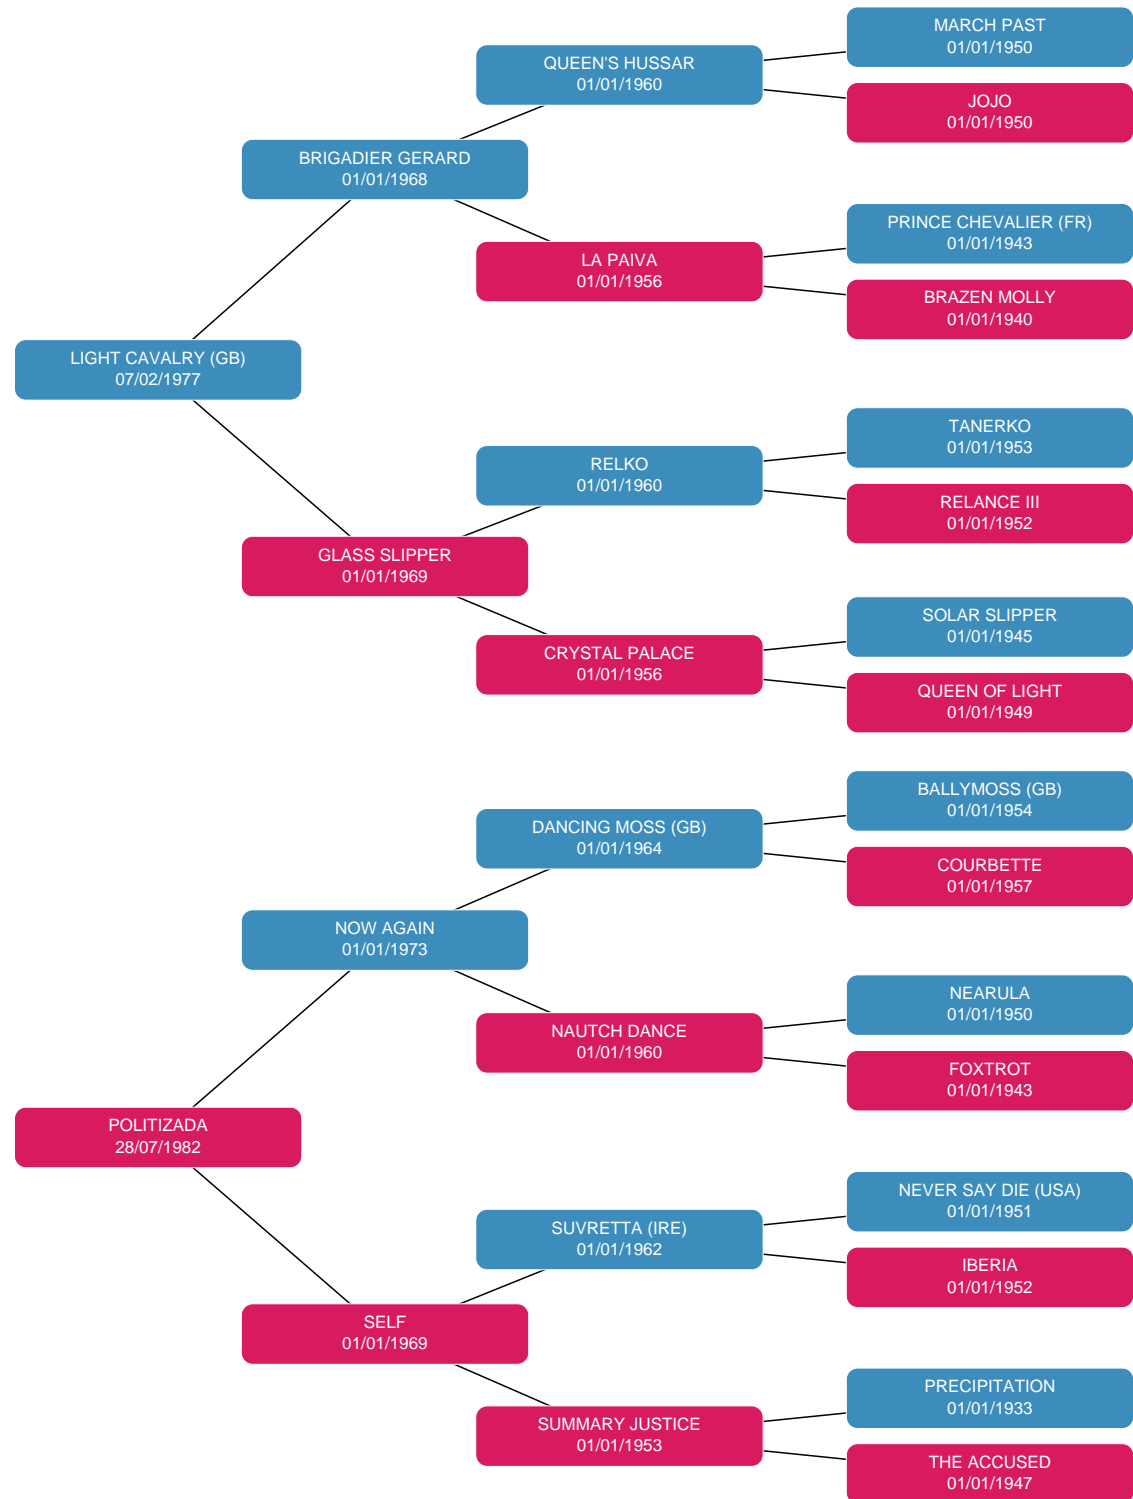 MARCH PAST
01/01/1950
QUEEN'S HUSSAR
01/01/1960
JOJO
01/01/1950
BRIGADIER GERARD
01/01/1968
PRINCE CHEVALIER (FR)
01/01/1943
LA PAIVA
01/01/1956
BRAZEN MOLLY
01/01/1940
LIGHT CAVALRY (GB)
07/02/1977
TANERKO
01/01/1953
RELKO
01/01/1960
RELANCE III
01/01/1952
GLASS SLIPPER
01/01/1969
SOLAR SLIPPER
01/01/1945
CRYSTAL PALACE
01/01/1956
QUEEN OF LIGHT
01/01/1949
BALLYMOSS (GB)
01/01/1954
DANCING MOSS (GB)
01/01/1964
COURBETTE
01/01/1957
NOW AGAIN
01/01/1973
NEARULA
01/01/1950
NAUTCH DANCE
01/01/1960
FOXTROT
01/01/1943
POLITIZADA
28/07/1982
NEVER SAY DIE (USA)
01/01/1951
SUVRETTA (IRE)
01/01/1962
IBERIA
01/01/1952
SELF
01/01/1969
PRECIPITATION
01/01/1933
SUMMARY JUSTICE
01/01/1953
THE ACCUSED
01/01/1947